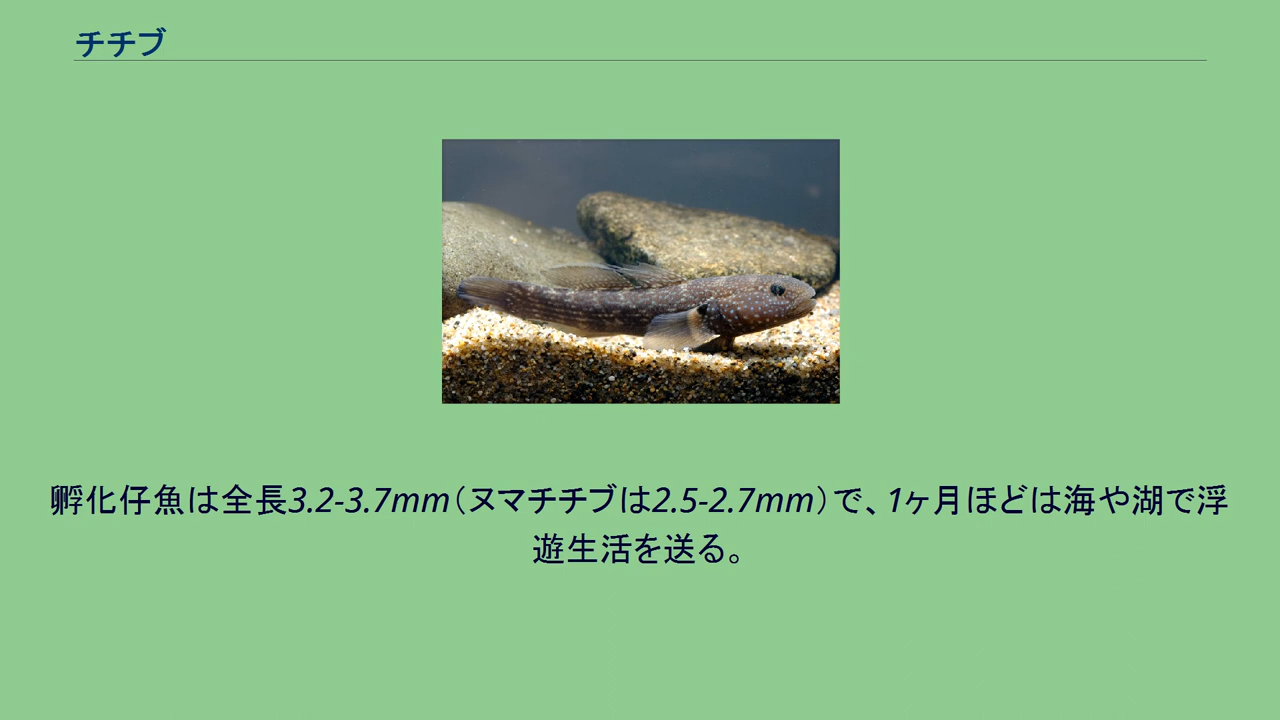 チチブ
孵化仔魚は全長3.2-3.7mm（ヌマチチブは2.5-2.7mm）で、1ヶ月ほどは海や湖で浮
遊生活を送る。